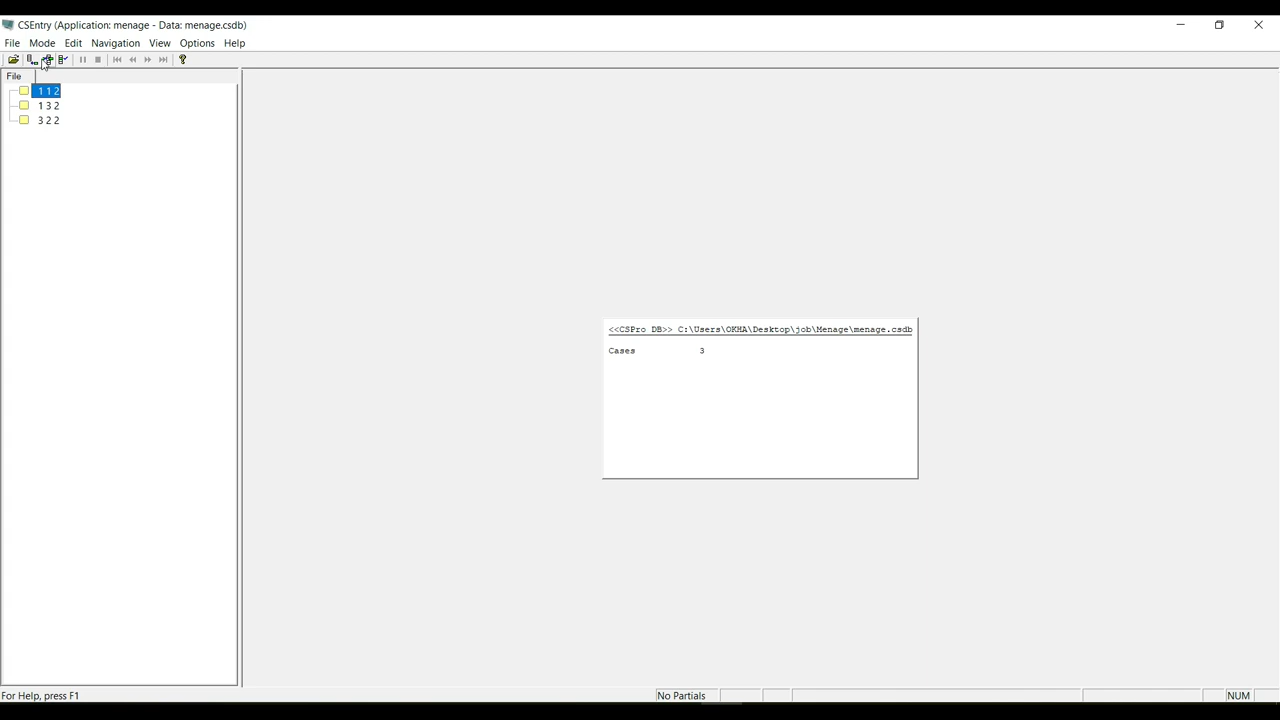 CSEntry (Application: menage - Data: menage.csdb)
File Mode Edit Navigation View Options Help
File
1 1 2
1 3 2
3 2 2
<<CSPro DB>> C:\Users\OKHA\Desktop\job\Menage\menage.csdb
Cases 3
For Help, press F1
No Partials
NUM